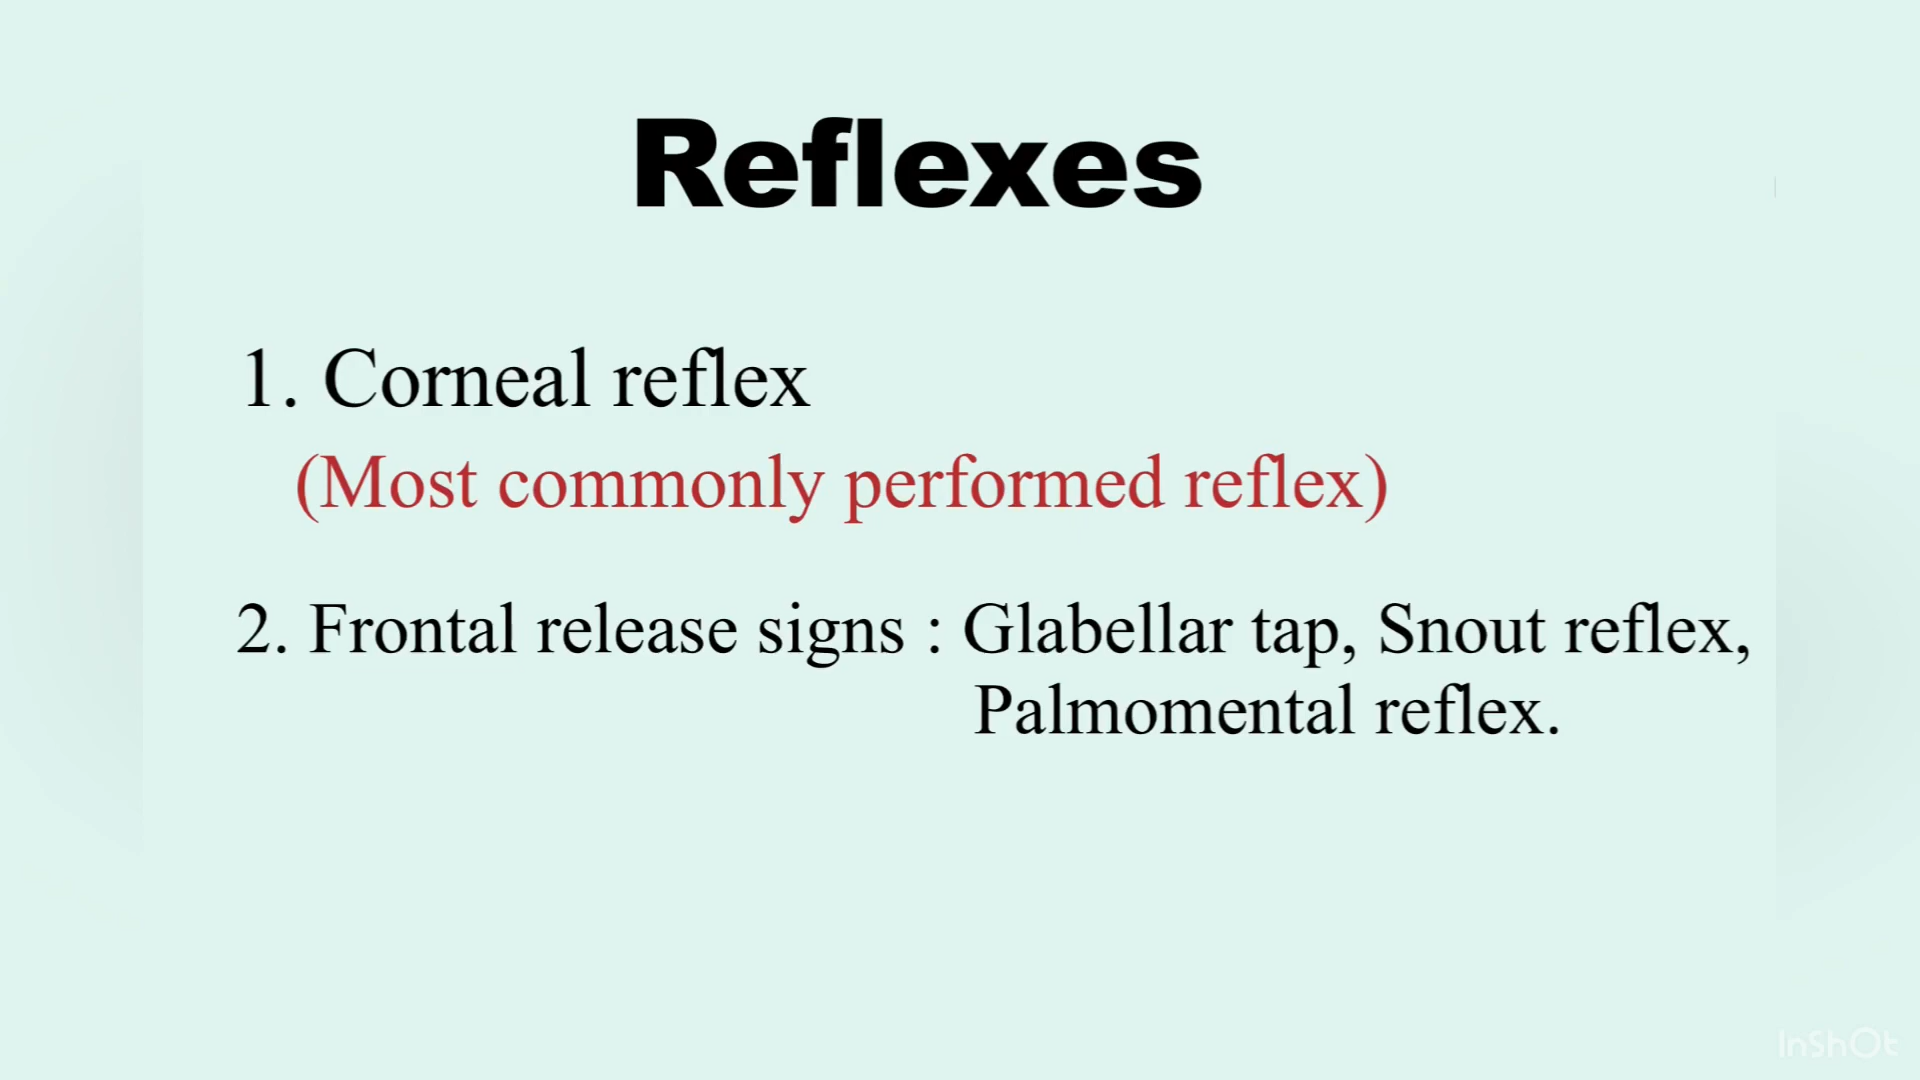 Reflexes
1. Corneal reflex
(Most commonly performed reflex)
2. Frontal release signs : Glabellar tap, Snout reflex,
Palmomental reflex.
InShOt